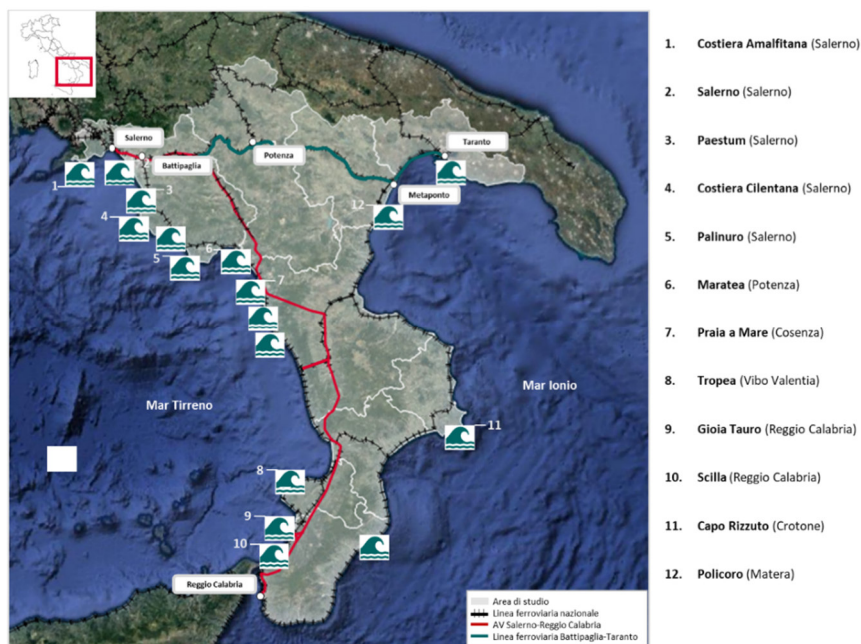 Salerno
Battipaglia
Potenza
Taranto
Metaponto
1
3
4
5
6
7
12
Mar Tirreno
Mar Ionio
8
9
10
11
Reggio Calabria
Area di studio
Linea ferroviaria nazionale
AV Salerno-Reggio Calabria
Linea ferroviaria Battipaglia-Taranto
1. Costiera Amalfitana (Salerno)
2. Salerno (Salerno)
3. Paestum (Salerno)
4. Costiera Cilentana (Salerno)
5. Palinuro (Salerno)
6. Maratea (Potenza)
7. Praia a Mare (Cosenza)
8. Tropea (Vibo Valentia)
9. Gioia Tauro (Reggio Calabria)
10. Scilla (Reggio Calabria)
11. Capo Rizzuto (Crotone)
12. Policoro (Matera)